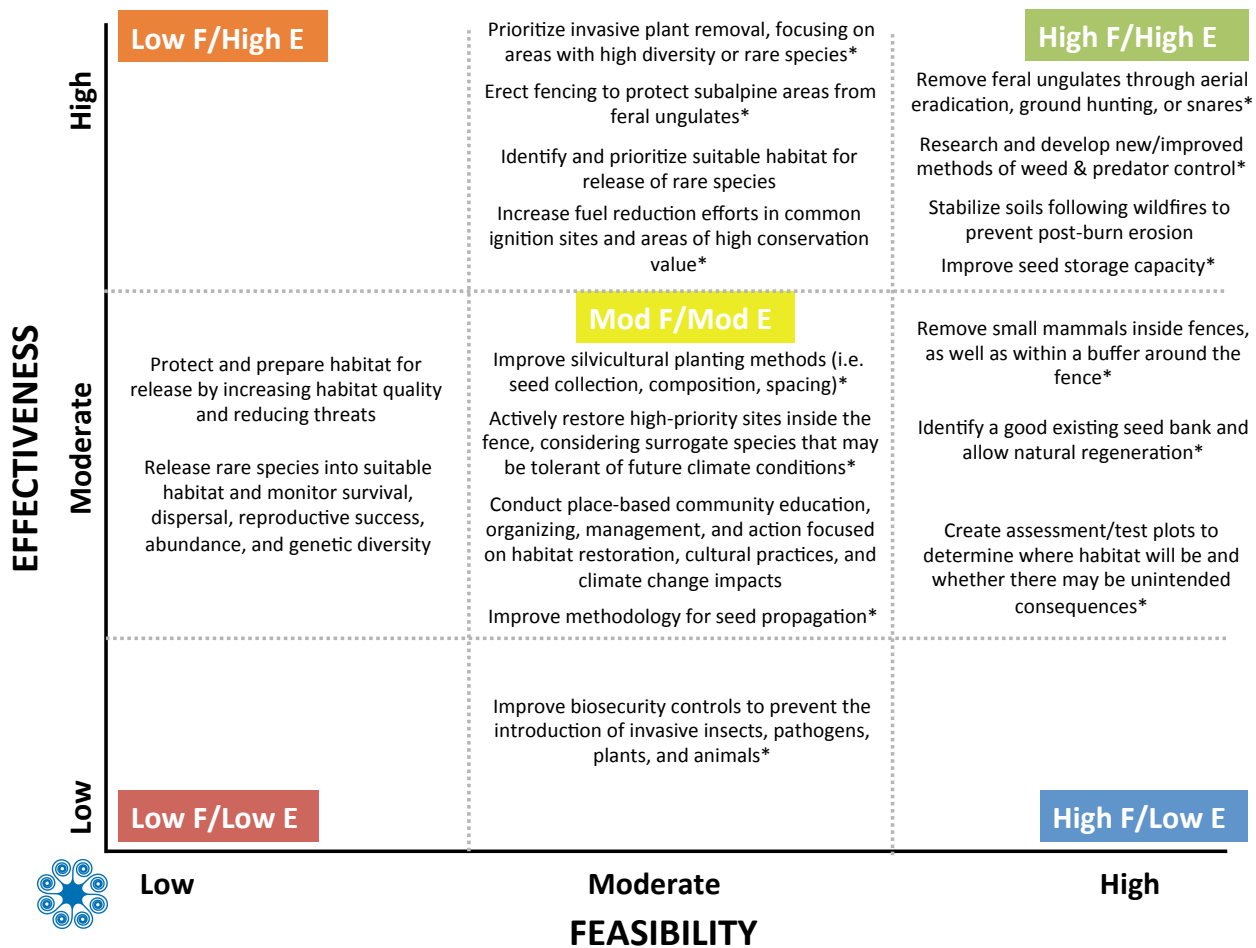 EFFECTIVENESS
High
Moderate
Low
Low F/High E
Prioritize invasive plant removal, focusing on
areas with high diversity or rare species*
Erect fencing to protect subalpine areas from
feral ungulates*
Identify and prioritize suitable habitat for
release of rare species
Increase fuel reduction efforts in common
ignition sites and areas of high conservation
value*
High F/High E
Remove feral ungulates through aerial
eradication, ground hunting, or snares*
Research and develop new/improved
methods of weed & predator control*
Stabilize soils following wildfires to
prevent post-burn erosion
Improve seed storage capacity*
Protect and prepare habitat for
release by increasing habitat quality
and reducing threats
Release rare species into suitable
habitat and monitor survival,
dispersal, reproductive success,
abundance, and genetic diversity
Mod F/Mod E
Improve silvicultural planting methods (i.e.
seed collection, composition, spacing)*
Actively restore high-priority sites inside the
fence, considering surrogate species that may
be tolerant of future climate conditions*
Conduct place-based community education,
organizing, management, and action focused
on habitat restoration, cultural practices, and
climate change impacts
Improve methodology for seed propagation*
Remove small mammals inside fences,
as well as within a buffer around the
fence*
Identify a good existing seed bank and
allow natural regeneration*
Create assessment/test plots to
determine where habitat will be and
whether there may be unintended
consequences*
Low F/Low E
Improve biosecurity controls to prevent the
introduction of invasive insects, pathogens,
plants, and animals*
High F/Low E
Low
Moderate
High
FEASIBILITY